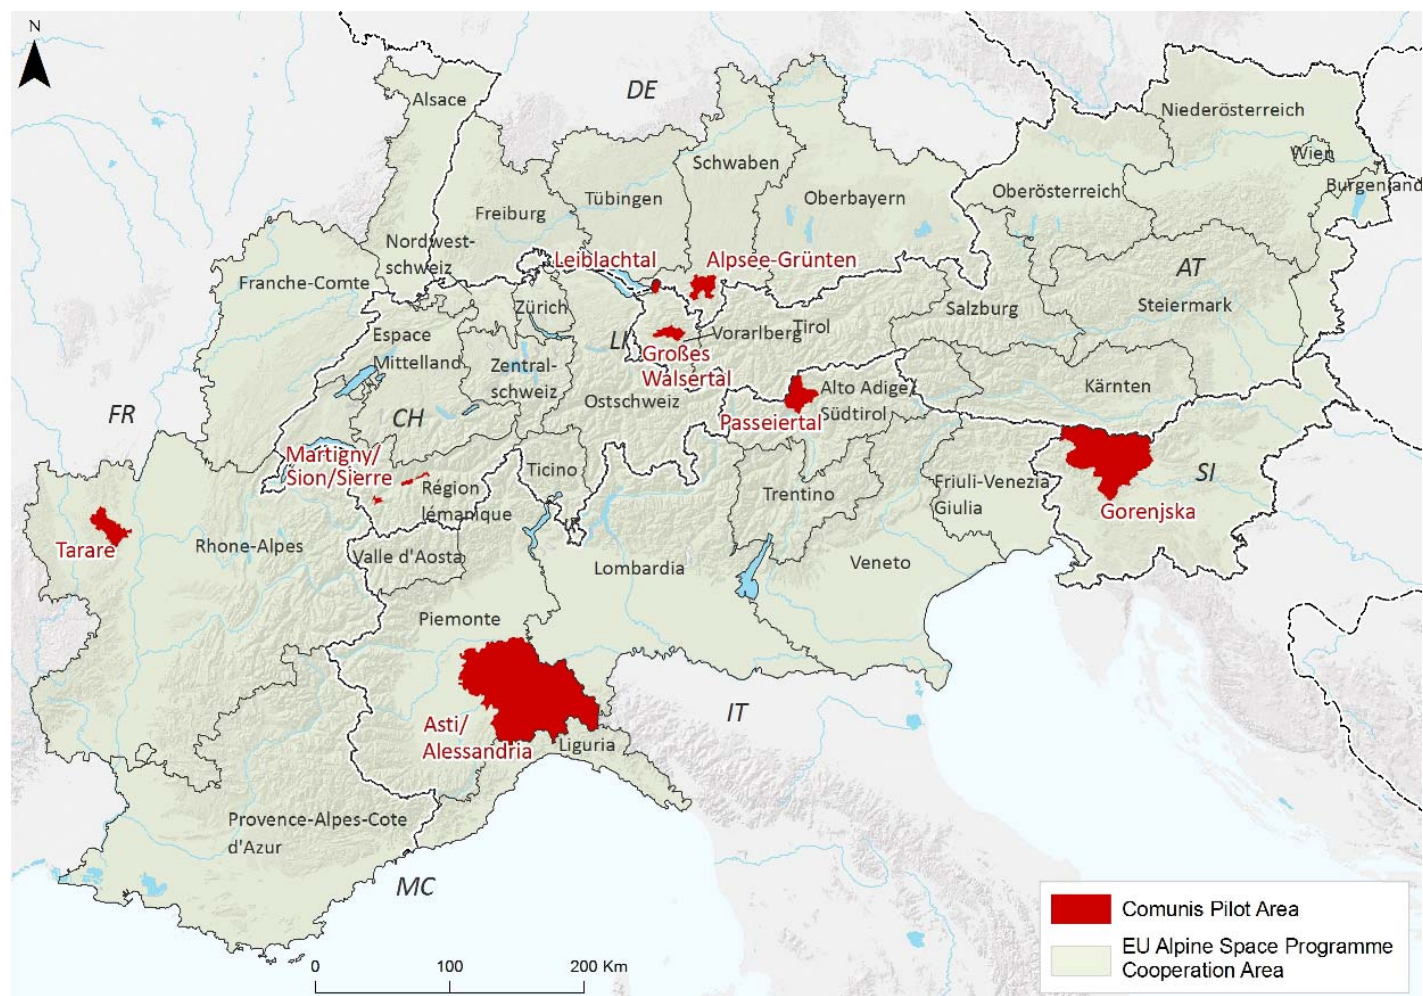 N
DE
Alsace
Niederösterreich
Wien
Schwaben
Burgenland
Tübingen
Oberbayern
Oberösterreich
Freiburg
Nordwest-
schweiz
Leiblachtal
Alpsee-Grünten
AT
Franche-Comte
Zürich
Salzburg
Steiermark
Espace
Mittelland
LI
Vorarlberg
Tirol
Großes
Walsertal
Zentral-
schweiz
Kärnten
Ostschweiz
Alto Adige/
Südtirol
FR
CH
Passeiertal
Martigny/
Sion/Sierre
Ticino
SI
Région
lémanique
Trentino
Friuli-Venezia
Giulia
Gorenjska
Tarare
Rhone-Alpes
Valle d'Aosta
Lombardia
Veneto
Piemonte
IT
Asti/
Alessandria
Liguria
Provence-Alpes-Cote
d'Azur
MC
Comunis Pilot Area
EU Alpine Space Programme
Cooperation Area
0 100 200 Km